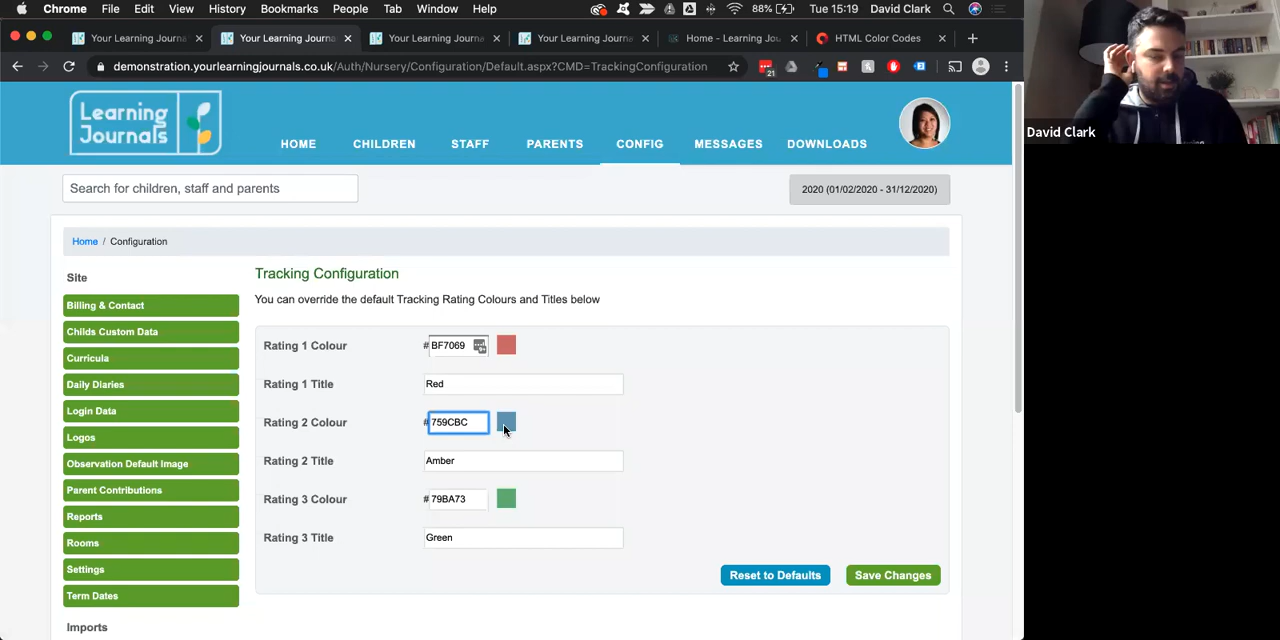 Chrome File Edit View History Bookmarks People Tab Window Help 88% Tue 15:19 David Clark
Your Learning Journa Your Learning Journa Your Learning Journa Your Learning Journa Home - Learning Jou HTML Color Codes
demonstration.yourlearningjournals.co.uk/Auth/Nursery/Configuration/Default.aspx?CMD=TrackingConfiguration 21
Learning
Journals
HOME CHILDREN STAFF PARENTS CONFIG MESSAGES DOWNLOADS
David Clark
Search for children, staff and parents
2020 (01/02/2020 - 31/12/2020)
Home / Configuration
Site
Billing & Contact
Childs Custom Data
Curricula
Daily Diaries
Login Data
Logos
Observation Default Image
Parent Contributions
Reports
Rooms
Settings
Term Dates
Imports
Tracking Configuration
You can override the default Tracking Rating Colours and Titles below
Rating 1 Colour # BF7069
Rating 1 Title Red
Rating 2 Colour # 759CBC
Rating 2 Title Amber
Rating 3 Colour # 79BA73
Rating 3 Title Green
Reset to Defaults Save Changes